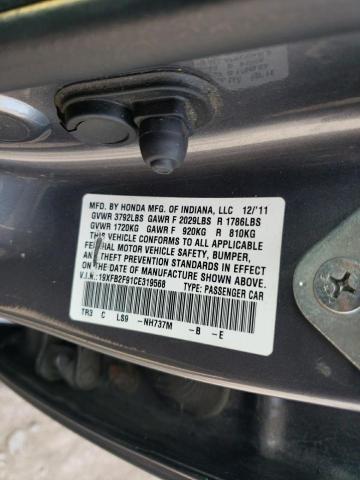 MFD. BY HONDA MFG. OF INDIANA, LLC 12/'11
GVWR 3792LBS GAWR F 2029LBS R 1786LBS
GVWR 1720KG GAWR F 920KG R 810KG
THIS VEHICLE CONFORMS TO ALL APPLICABLE
FEDERAL MOTOR VEHICLE SAFETY, BUMPER,
AND THEFT PREVENTION STANDARDS IN EFFECT
ON THE DATE OF MANUFACTURE SHOWN ABOVE.
V.I.N.:19XFB2F91CE319568 TYPE: PASSENGER CAR
TR3 C LS9 -NH737M -B -E